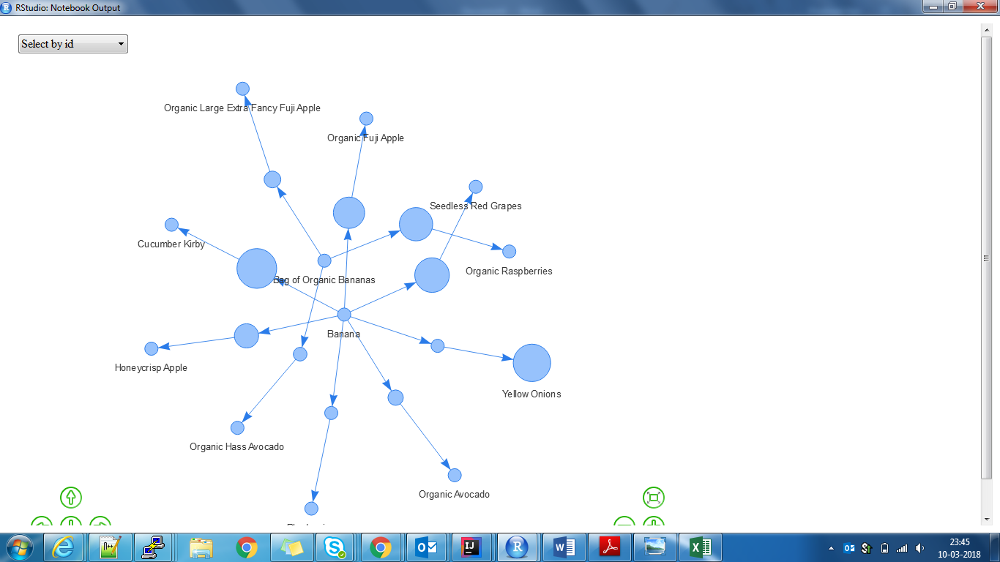 RStudio: Notebook Output
Select by id
Organic Large Extra Fancy Fuji Apple
Organic Fuji Apple
Seedless Red Grapes
Cucumber Kirby
Organic Raspberries
Bag of Organic Bananas
Banana
Honeycrisp Apple
Yellow Onions
Organic Hass Avocado
Organic Avocado
23:45
10-03-2018